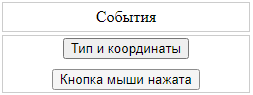 События
Тип и координаты
Кнопка мыши нажата